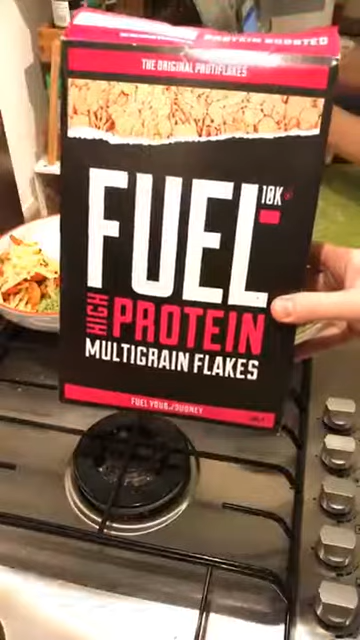 PROTEIN BOOSTED
THE ORIGINAL PROTIFLAKES
FUEL
10K
HIGH PROTEIN
MULTIGRAIN FLAKES
FUEL YOUR JOURNEY